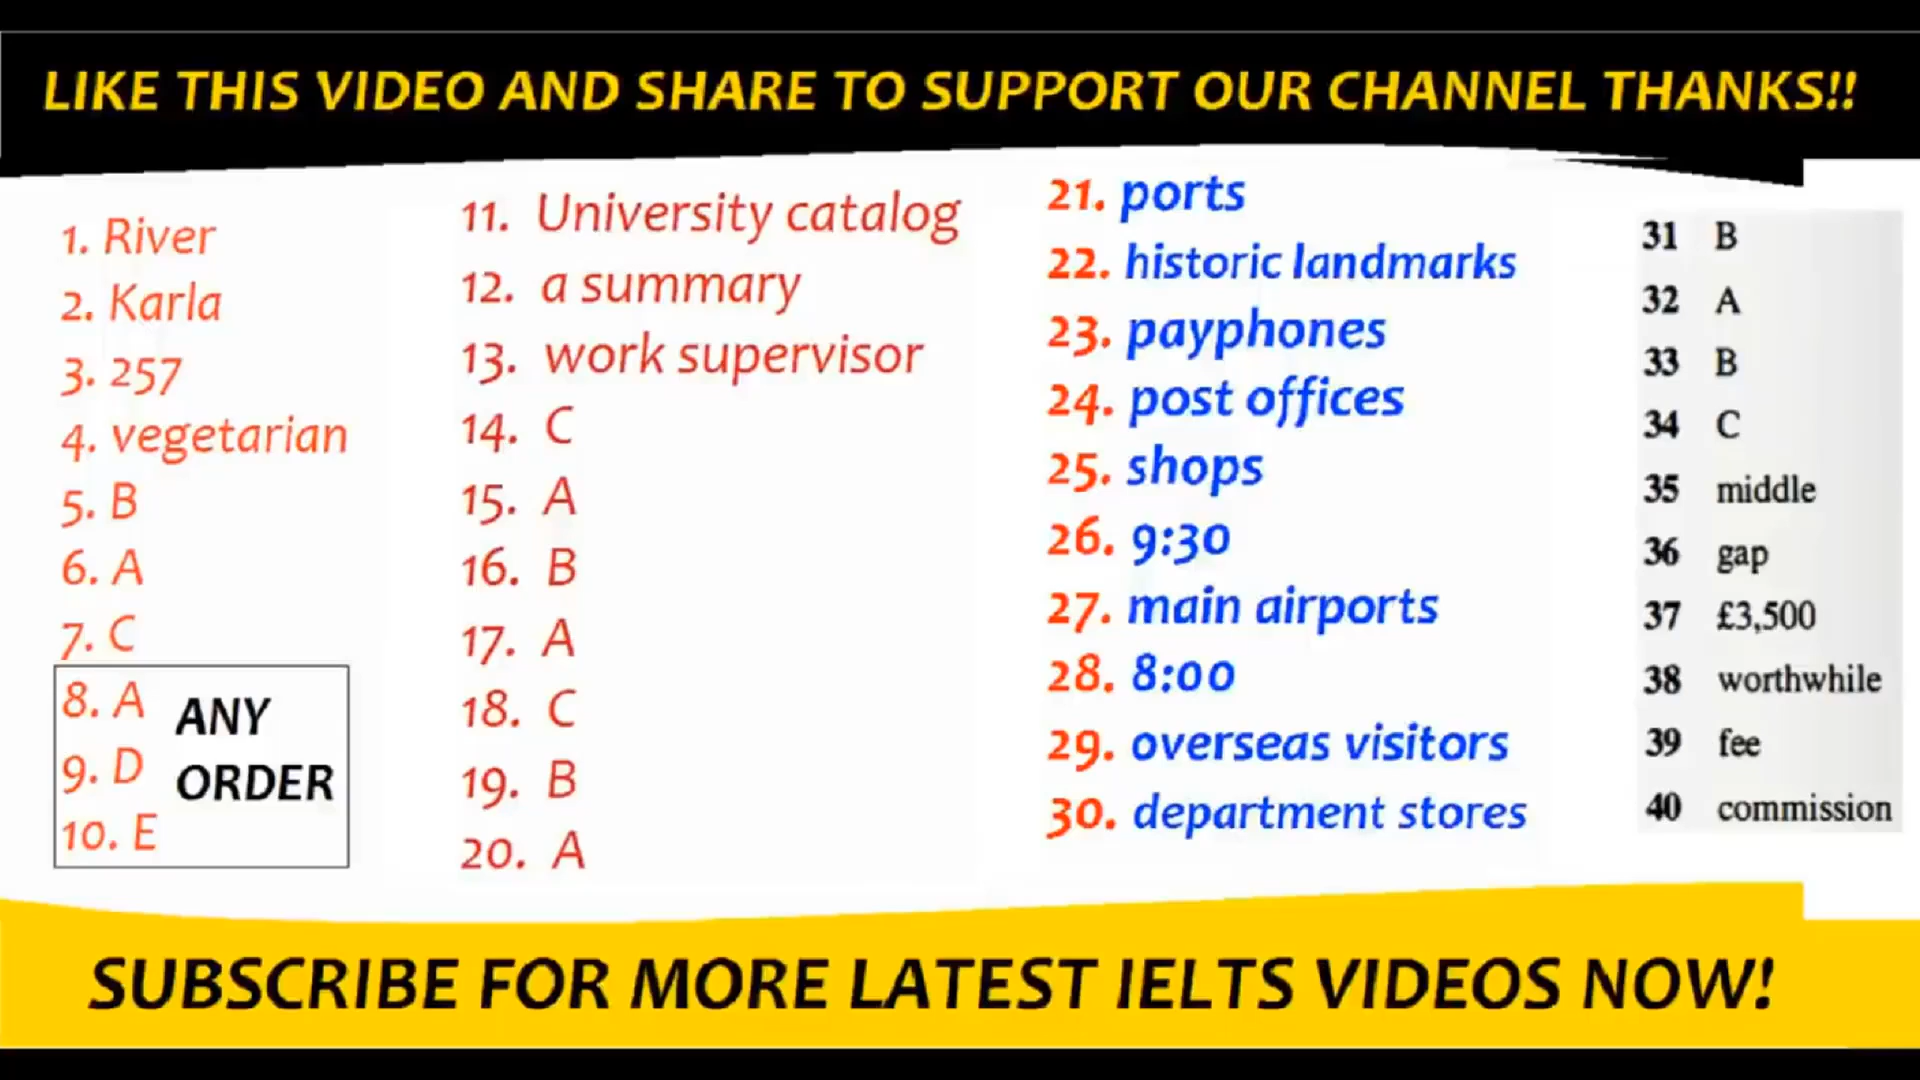 LIKE THIS VIDEO AND SHARE TO SUPPORT OUR CHANNEL THANKS!!
1. River
2. Karla
3. 257
4. vegetarian
5. B
6. A
7. C
8. A
9. D
10. E
ANY
ORDER
11. University catalog
12. a summary
13. work supervisor
14. C
15. A
16. B
17. A
18. C
19. B
20. A
21. ports
22. historic landmarks
23. payphones
24. post offices
25. shops
26. 9:30
27. main airports
28. 8:00
29. overseas visitors
30. department stores
31 B
32 A
33 B
34 C
35 middle
36 gap
37 £3,500
38 worthwhile
39 fee
40 commission
SUBSCRIBE FOR MORE LATEST IELTS VIDEOS NOW!